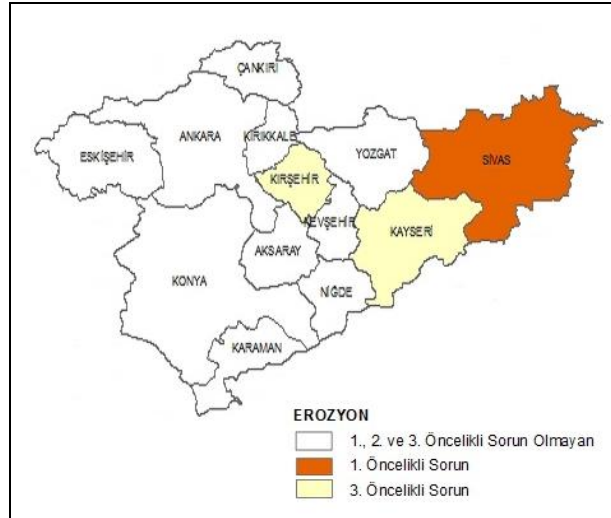 ÇANKIRI
ANKARA
KIRIKKALE
ESKİŞEHİR
YOZGAT
SİVAS
KIRŞEHİR
NEVŞEHİR
KAYSERİ
AKSARAY
KONYA
NİĞDE
KARAMAN
EROZYON
1., 2. ve 3. Öncelikli Sorun Olmayan
1. Öncelikli Sorun
3. Öncelikli Sorun